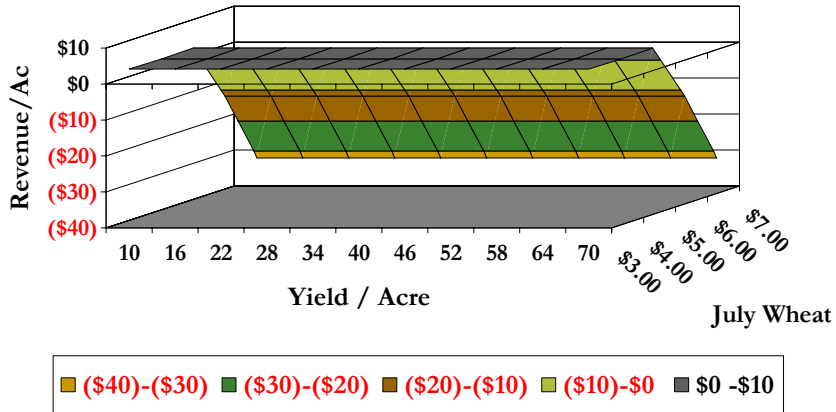 Revenue/Ac
$10
$0
($10)
($20)
($30)
($40)
10 16 22 28 34 40 46 52 58 64 70
Yield / Acre
$3.00
$4.00
$5.00
$6.00
$7.00
July Wheat
($40)-($30) ($30)-($20) ($20)-($10) ($10)-$0 $0 -$10